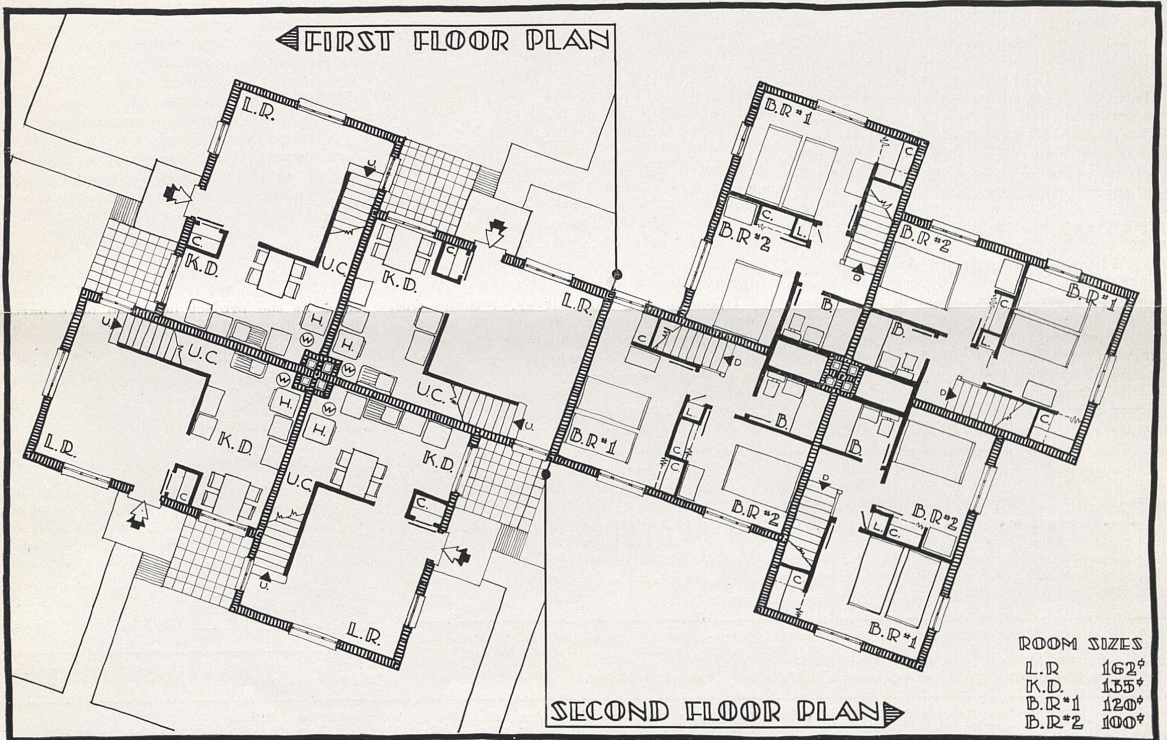 FIRST FLOOR PLAN
L.R.
U.
C.
K.D.
U.C.
H.
W
C.
K.D.
L.R.
H.
W
U.C.
U.
U.
U.C
W
H.
K.D.
L.R.
C
W
H.
U.C.
K.D.
C.
U.
L.R.
B.R#1
C
C.
L.
B.R#2
D
B.
B.R#2
B.R#1
C
L.
B.
D
C.
C
D
B.R#1
L
C
C
B.
B.R#2
B.
D
B.R#2
L.
C.
C
B.R#1
SECOND FLOOR PLAN
ROOM SIZES
L.R 162⌽
K.D. 135⌽
B.R#1 120⌽
B.R#2 100⌽